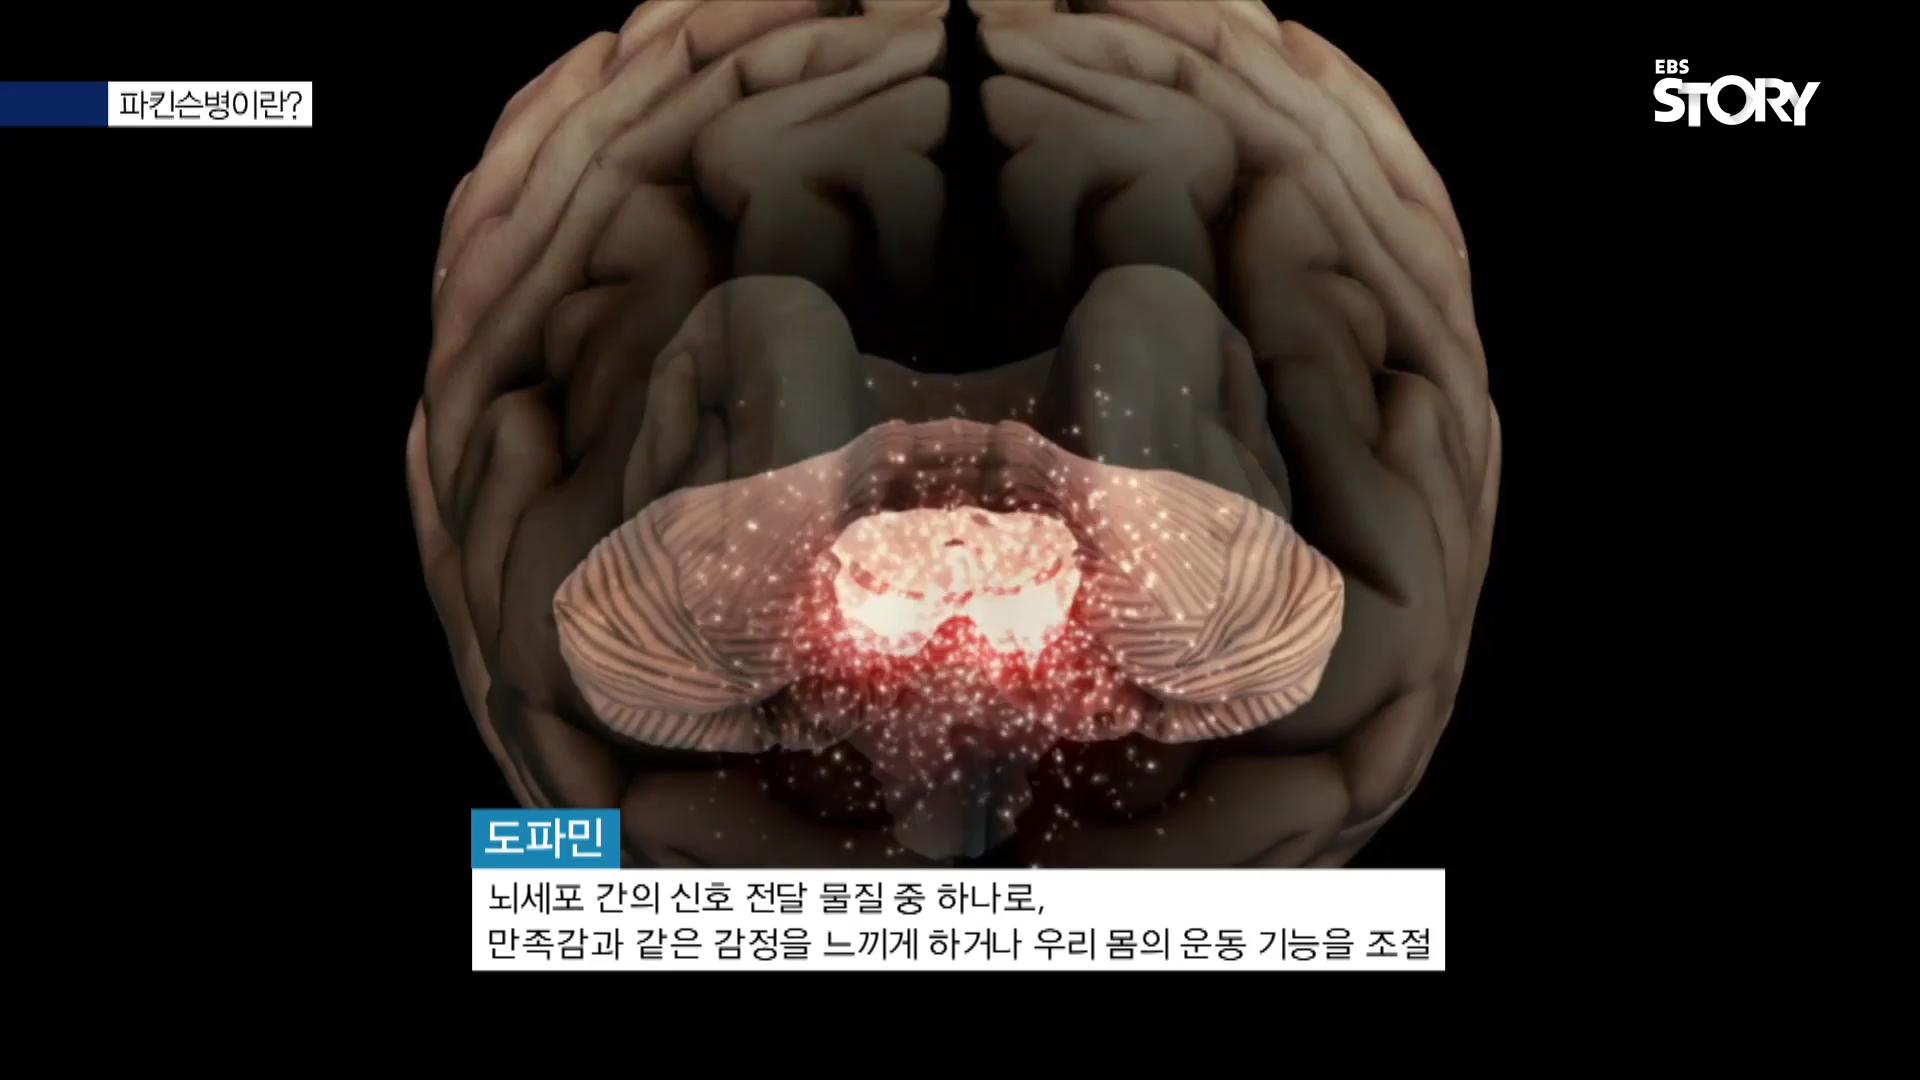 파킨슨병이란?
EBS
STORY
도파민
뇌세포 간의 신호 전달 물질 중 하나로,
만족감과 같은 감정을 느끼게 하거나 우리 몸의 운동 기능을 조절